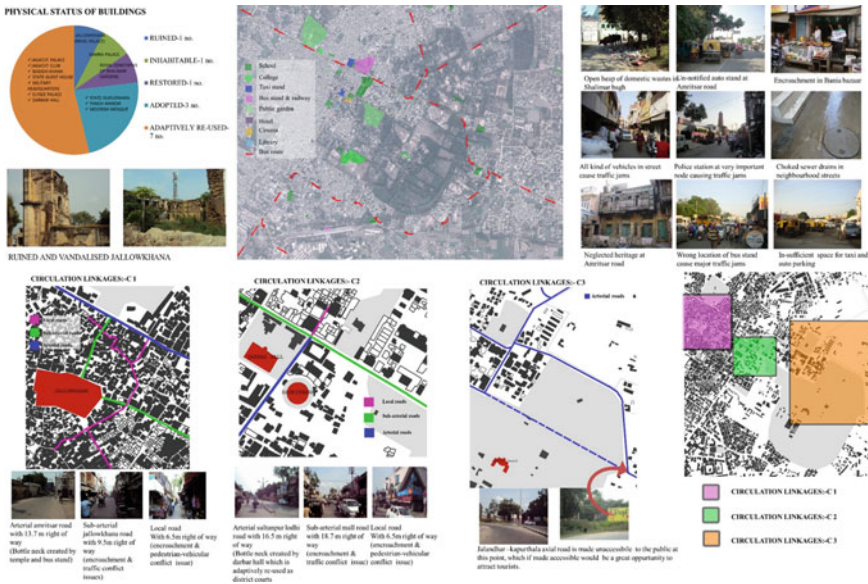 PHYSICAL STATUS OF BUILDINGS
RUINED-1 no.
INHABITABLE-1 no.
RESTORED-1 no.
ADOPTED-3 no.
ADAPTIVELY RE-USED-
7 no.
RUINED AND VANDALISED JALLOWKHANA
School
College
Taxi stand
Bus stand & railway
Public garden
Hotel
Cinema
Library
Bus route
Open heap of domestic wastues in
Shalimar bagh
Un-notified auto stand at
Amritsar road
Encroachment in Bania bazaar
All kind of vehicles in street
cause traffic jams
Police station at very important
node causing traffic jams
Choked sewer drains in
neighbourhood streets
Neglected heritage at
Amritsar road
Wrong location of bus stand
cause major traffic jams
In-sufficient space for taxi and
auto parking
CIRCULATION LINKAGES:-C 1
Arterial amritsar road
with 13.7 m right of
way
(Bottle neck created by
temple and bus stand)
Sub-arterial
jallowkhana road
with 9.5m right of
way
(encroachment &
traffic conflict
issues)
Local road
With 6.5m right of way
(encroachment &
pedestrian-vehicular
conflict issue)
CIRCULATION LINKAGES:- C2
Local roads
Sub-arterial roads
Arterial roads
Arterial sultanpur lodhi
road with 16.5 m right
of way
(Bottle neck created by
darbar hall which is
adaptively re-used as
district courts
Sub-arterial mall road
with 18.7 m right of way
(encroachment &
traffic conflict issue)
Local road
With 6.5m right of way
(encroachment &
pedestrian-vehicular
conflict issue)
CIRCULATION LINKAGES:- C3
Arterial roads
Jalandhar - kapurthala axial road is made unaccessible to the public at
this point, which if made accessible would be a great opportunity to
attract tourists.
CIRCULATION LINKAGES:-C 1
CIRCULATION LINKAGES:-C 2
CIRCULATION LINKAGES:-C 3